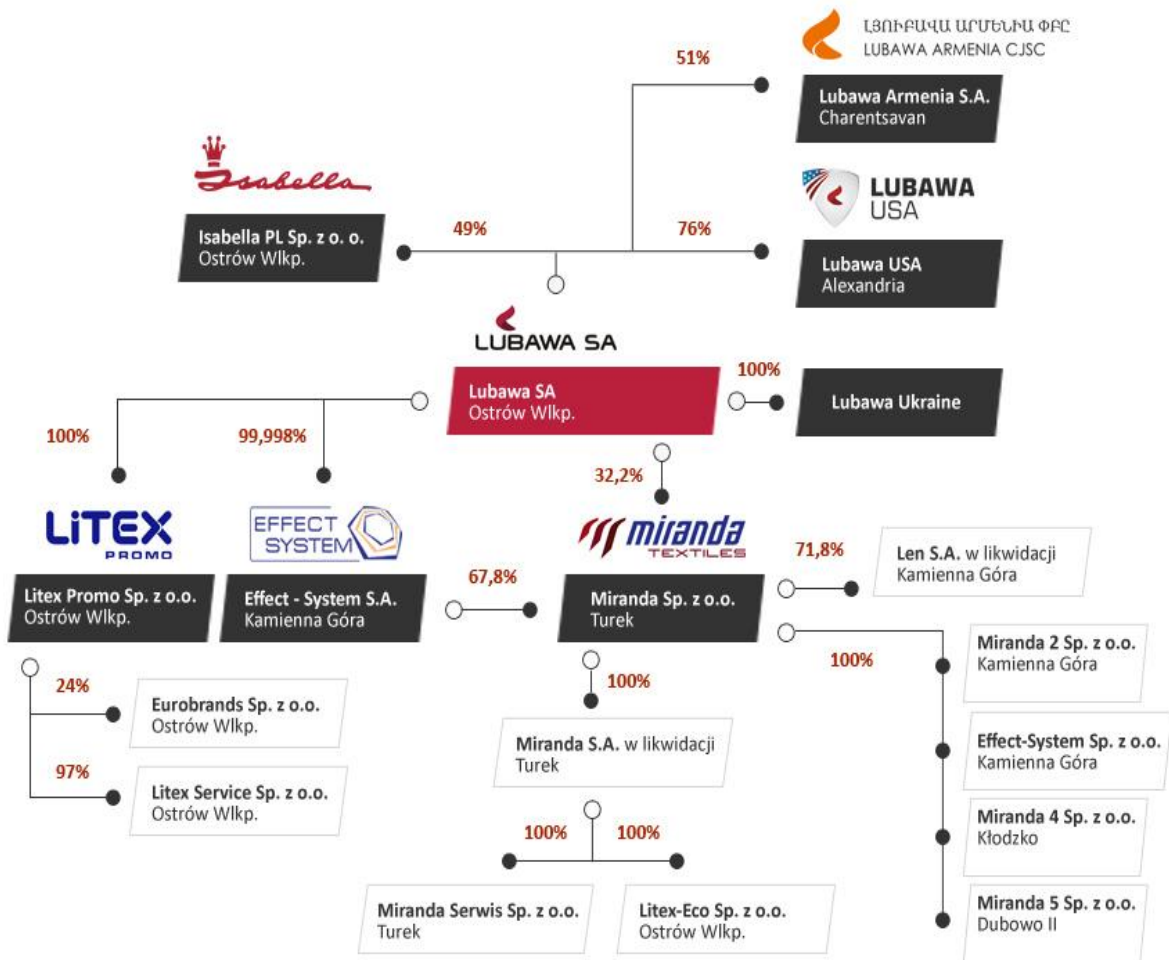 ԼՅՈՒԲԱՎԱ ԱՐՄԵՆԻԱ ՓԲԸ
LUBAWA ARMENIA CJSC
51%
Lubawa Armenia S.A.
Charentsavan
Isabella
LUBAWA
USA
Isabella PL Sp. z o. o.
Ostrów Wlkp.
49%
76%
Lubawa USA
Alexandria
LUBAWA SA
Lubawa SA
Ostrów Wlkp.
100%
Lubawa Ukraine
100%
99,998%
32,2%
LiTEX
PROMO
EFFECT
SYSTEM
miranda
TEXTILES
Litex Promo Sp. z o.o.
Ostrów Wlkp.
Effect - System S.A.
Kamienna Góra
67,8%
Miranda Sp. z o.o.
Turek
71,8%
Len S.A. w likwidacji
Kamienna Góra
100%
Miranda 2 Sp. z o.o.
Kamienna Góra
Effect-System Sp. z o.o.
Kamienna Góra
Miranda 4 Sp. z o.o.
Kłodzko
Miranda 5 Sp. z o.o.
Dubowo II
24%
Eurobrands Sp. z o.o.
Ostrów Wlkp.
97%
Litex Service Sp. z o.o.
Ostrów Wlkp.
100%
Miranda S.A. w likwidacji
Turek
100%
100%
Miranda Serwis Sp. z o.o.
Turek
Litex-Eco Sp. z o.o.
Ostrów Wlkp.